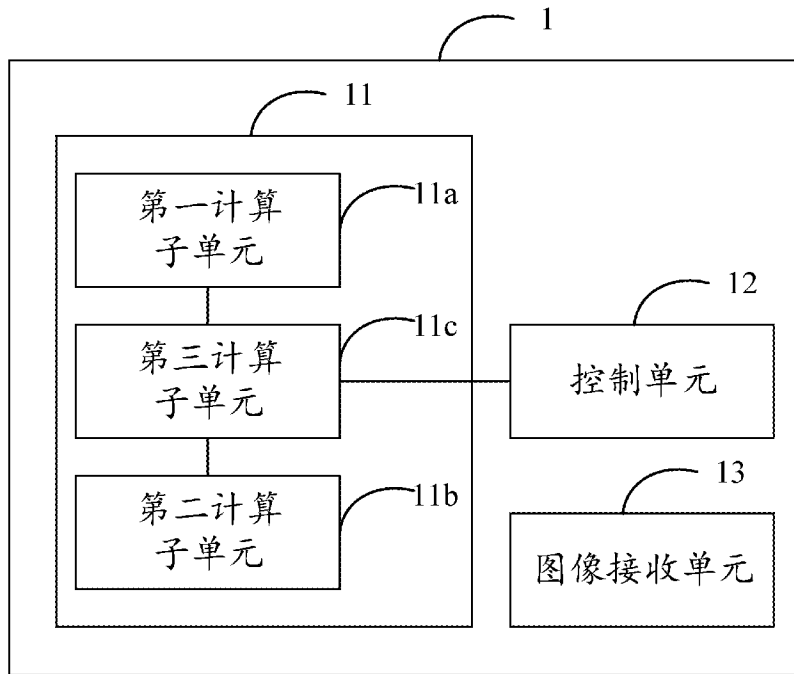 1
11
第一计算
子单元
11a
第三计算
子单元
11c
第二计算
子单元
11b
12
控制单元
13
图像接收单元